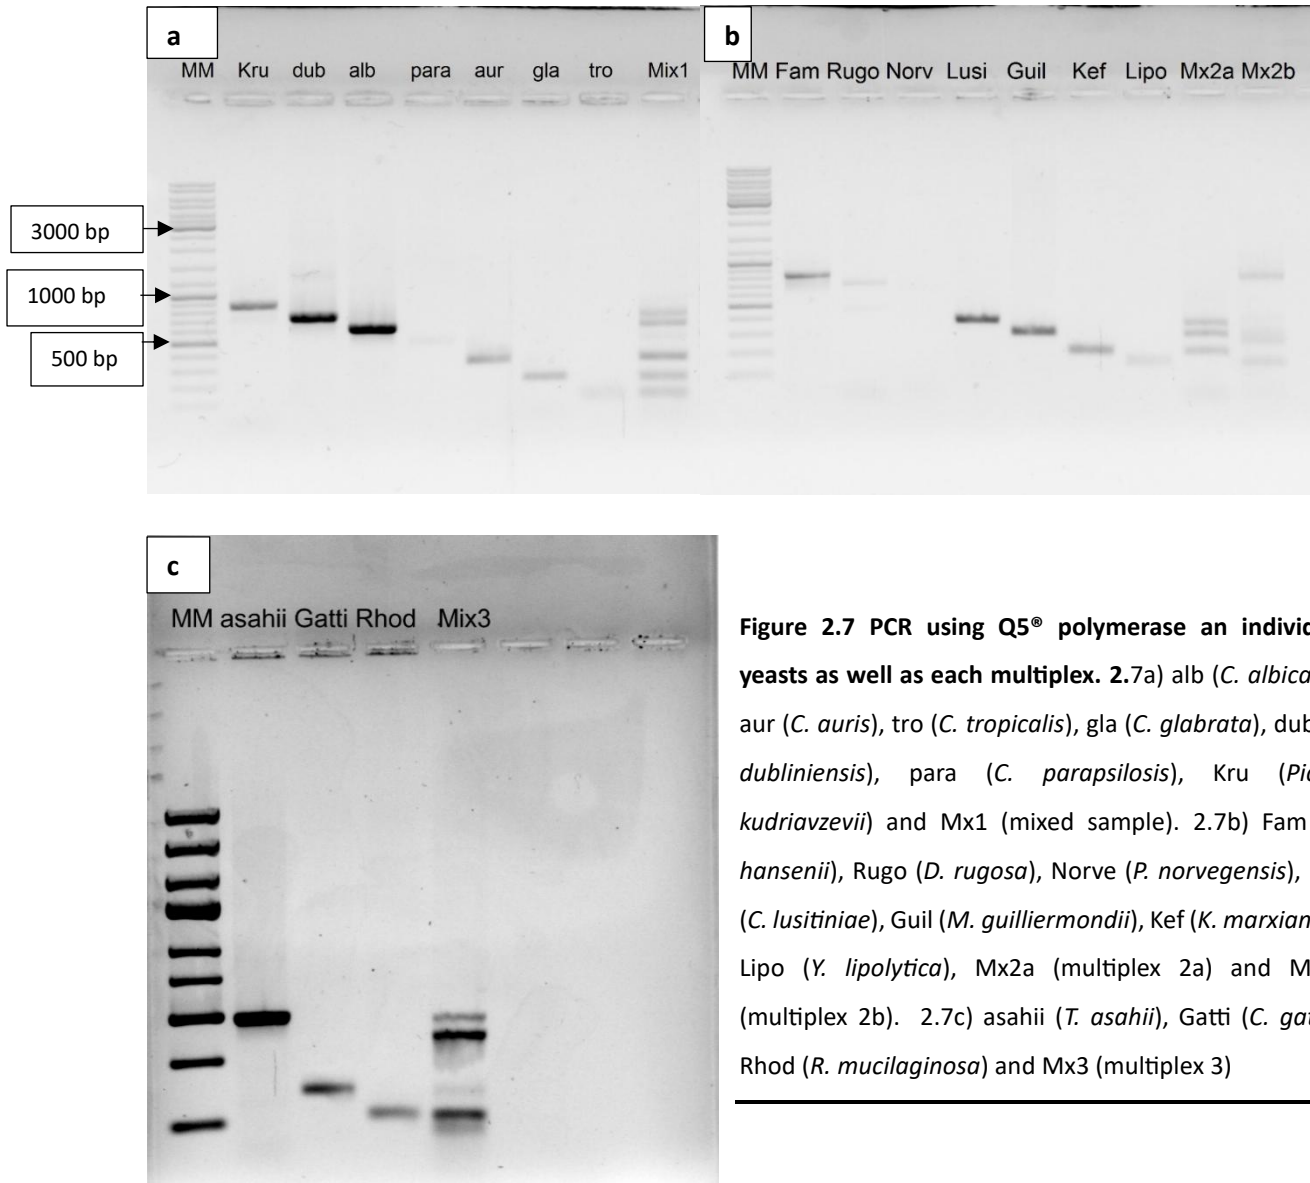 a
MM Kru dub alb para aur gla tro Mix1
b
MM Fam Rugo Norv Lusi Guil Kef Lipo Mx2a Mx2b
3000 bp
1000 bp
500 bp
c
MM asahii Gatti Rhod Mix3
Figure 2.7 PCR using Q5® polymerase an individ
yeasts as well as each multiplex. 2.7a) alb (C. albica
aur (C. auris), tro (C. tropicalis), gla (C. glabrata), dub
dubliniensis), para (C. parapsilosis), Kru (Pic
kudriavzevii) and Mx1 (mixed sample). 2.7b) Fam
hansenii), Rugo (D. rugosa), Norve (P. norvegensis),
(C. lusitiniae), Guil (M. guilliermondii), Kef (K. marxian
Lipo (Y. lipolytica), Mx2a (multiplex 2a) and M
(multiplex 2b). 2.7c) asahii (T. asahii), Gatti (C. gat
Rhod (R. mucilaginosa) and Mx3 (multiplex 3)